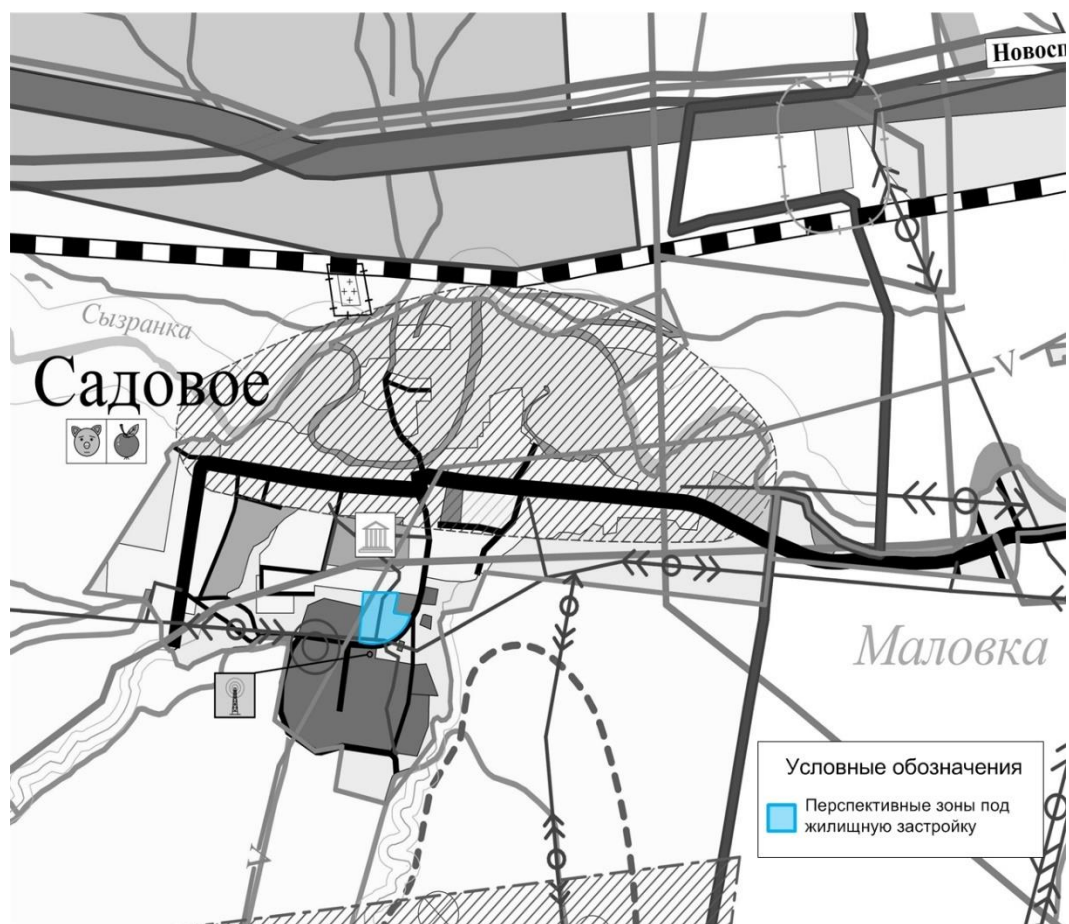 Новосп
Сызранка
Садовое
V
Маловка
V
Условные обозначения
Перспективные зоны под
жилищную застройку